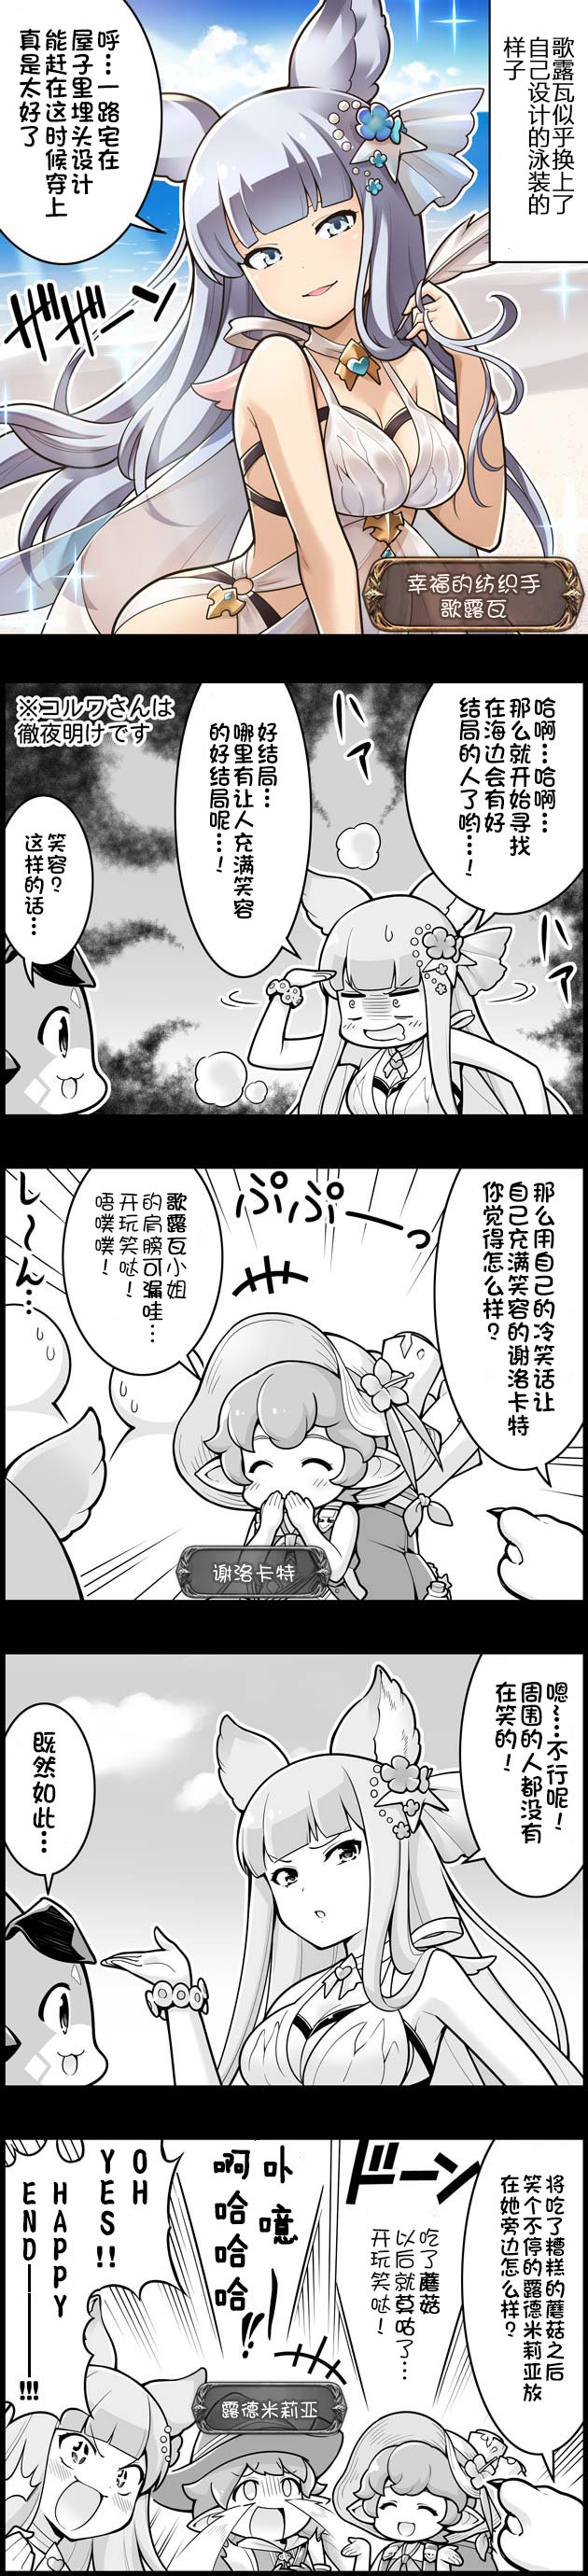 歌露瓦似乎换上了
自己设计的泳装的
样子
呼…一路宅在
屋子里埋头设计
能赶在这时候穿上
真是太好了
ギギギーン
幸福的纺织手
歌露瓦
哈啊…哈啊…
那么就开始寻找
在海边会有好
结局的人了哟…！
ハァ
ハァ
好结局…
哪里有让人充满笑容
的好结局呢…！
※コルワさんは
徹夜明けです
笑容？
这样的话…
那么用自己的冷笑话让
自己充满笑容的谢洛卡特
你觉得怎么样？
ぷぷーっ
歌露瓦小姐
的肩膀可漏哇…
开玩笑哒！
唔噗噗！
し～ん…
谢洛卡特
嗯～…不行呢！
周围的人都没有
在笑的！
既然如此…
将吃了糟糕的蘑菇之后
笑个不停的露德米莉亚放
在她旁边怎么样？
ドーン
吃了蘑菇
以后就莫咕了…
开玩笑哒！
卟噫
啊哈哈哈!!
OH
YES!!
HAPPY
END――!!!
露德米莉亚